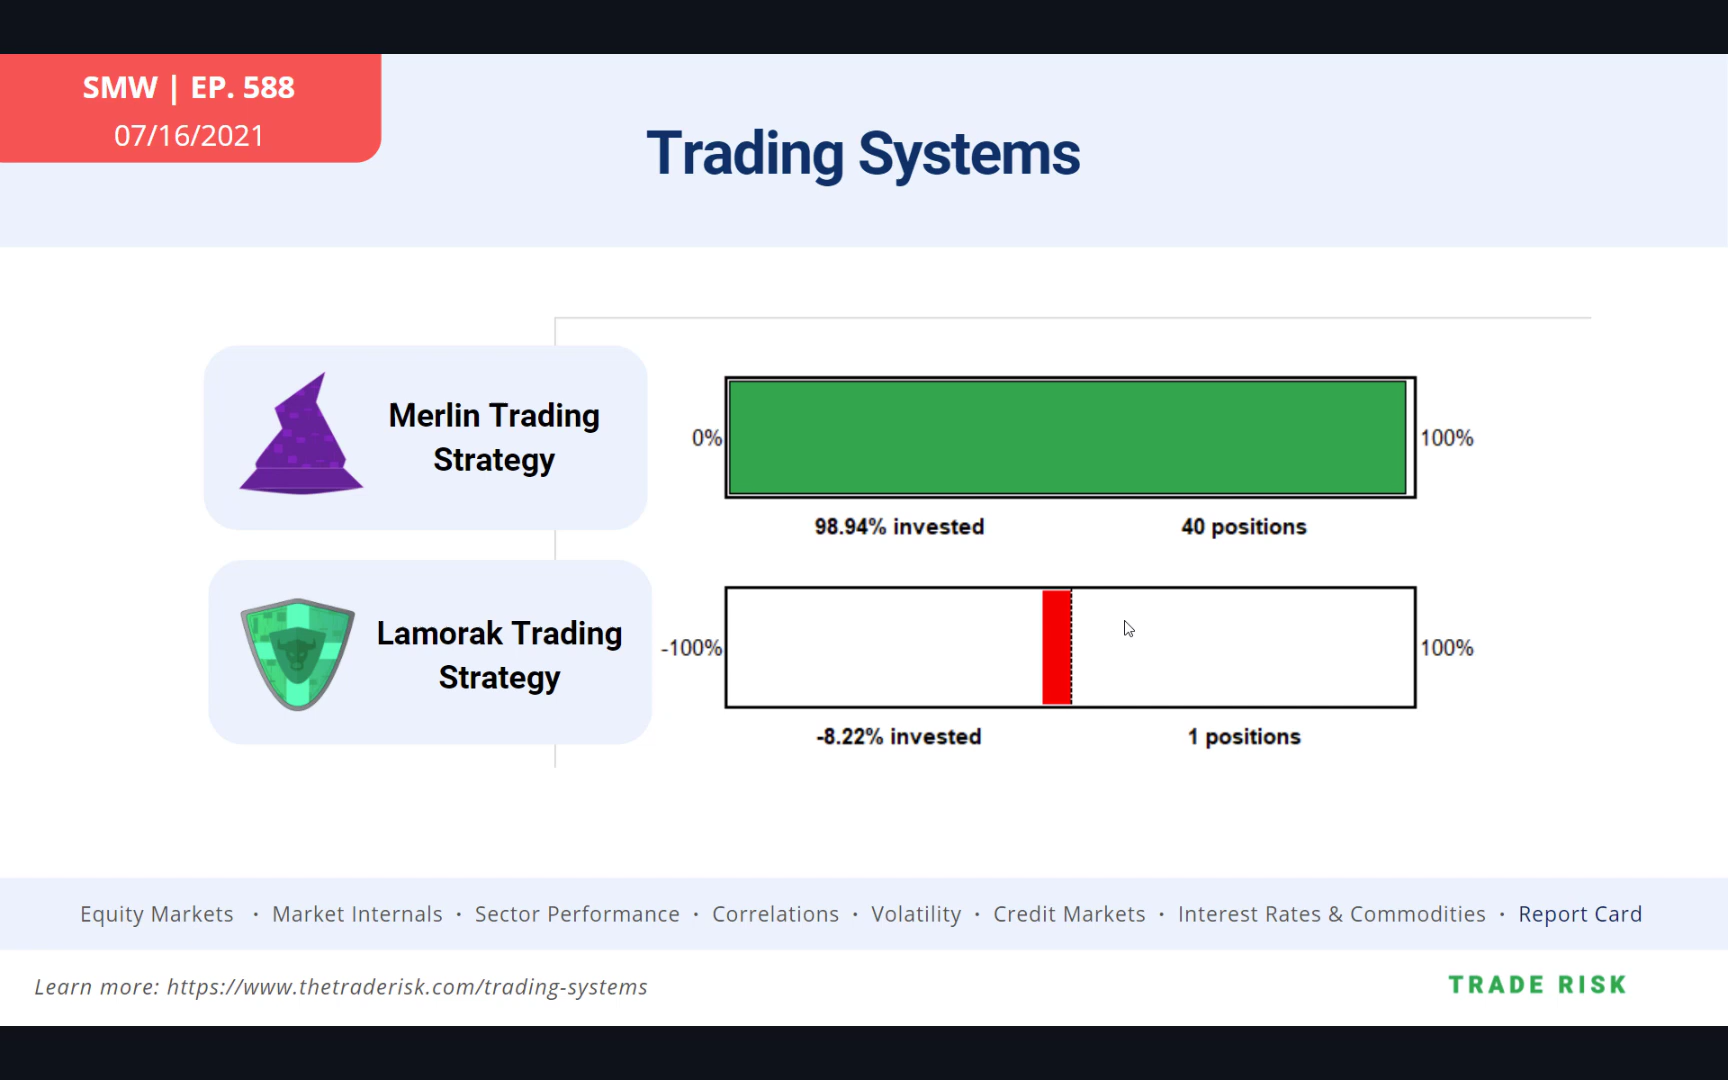 SMW | EP. 588
07/16/2021
Trading Systems
Merlin Trading
Strategy
0%
100%
98.94% invested
40 positions
Lamorak Trading
Strategy
-100%
100%
-8.22% invested
1 positions
Equity Markets · Market Internals · Sector Performance · Correlations · Volatility · Credit Markets · Interest Rates & Commodities · Report Card
Learn more: https://www.thetraderisk.com/trading-systems
TRADE RISK